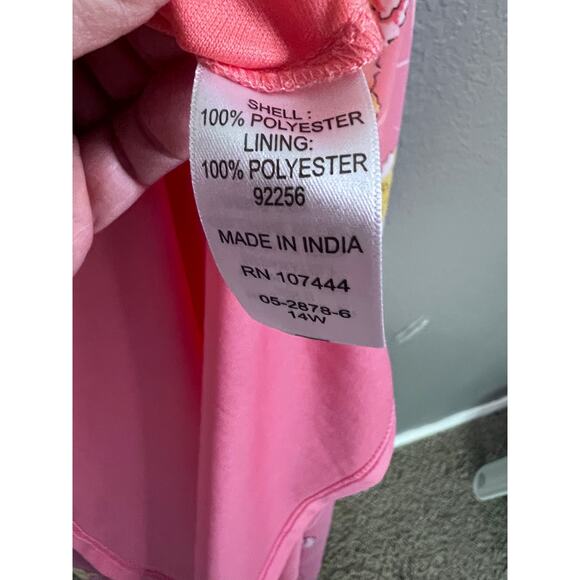 SHELL:
100% POLYESTER
LINING:
100% POLYESTER
92256
MADE IN INDIA
RN 107444
05-2878-6
14W